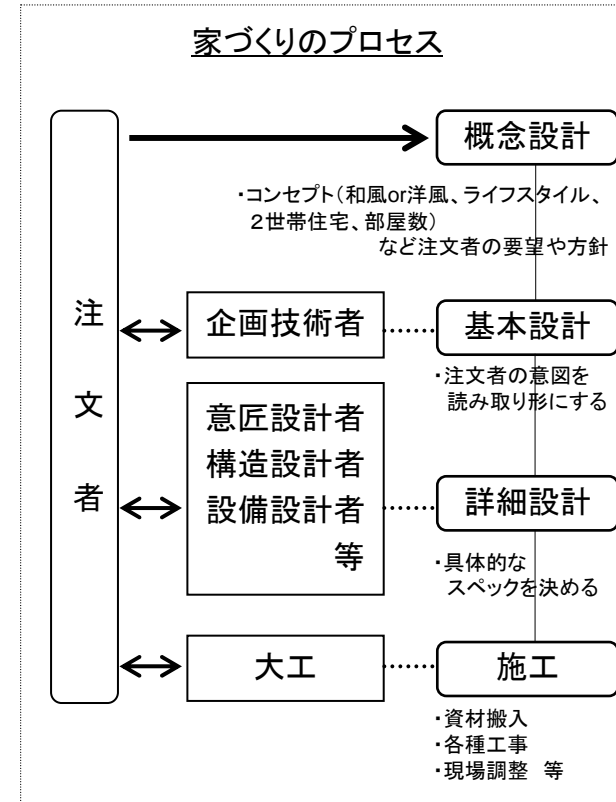 家づくりのプロセス
注文者
概念設計
・コンセプト（和風or洋風、ライフスタイル、
２世帯住宅、部屋数）
など注文者の要望や方針
企画技術者
基本設計
・注文者の意図を
読み取り形にする
意匠設計者
構造設計者
設備設計者
等
詳細設計
・具体的な
スペックを決める
大工
施工
・資材搬入
・各種工事
・現場調整　等